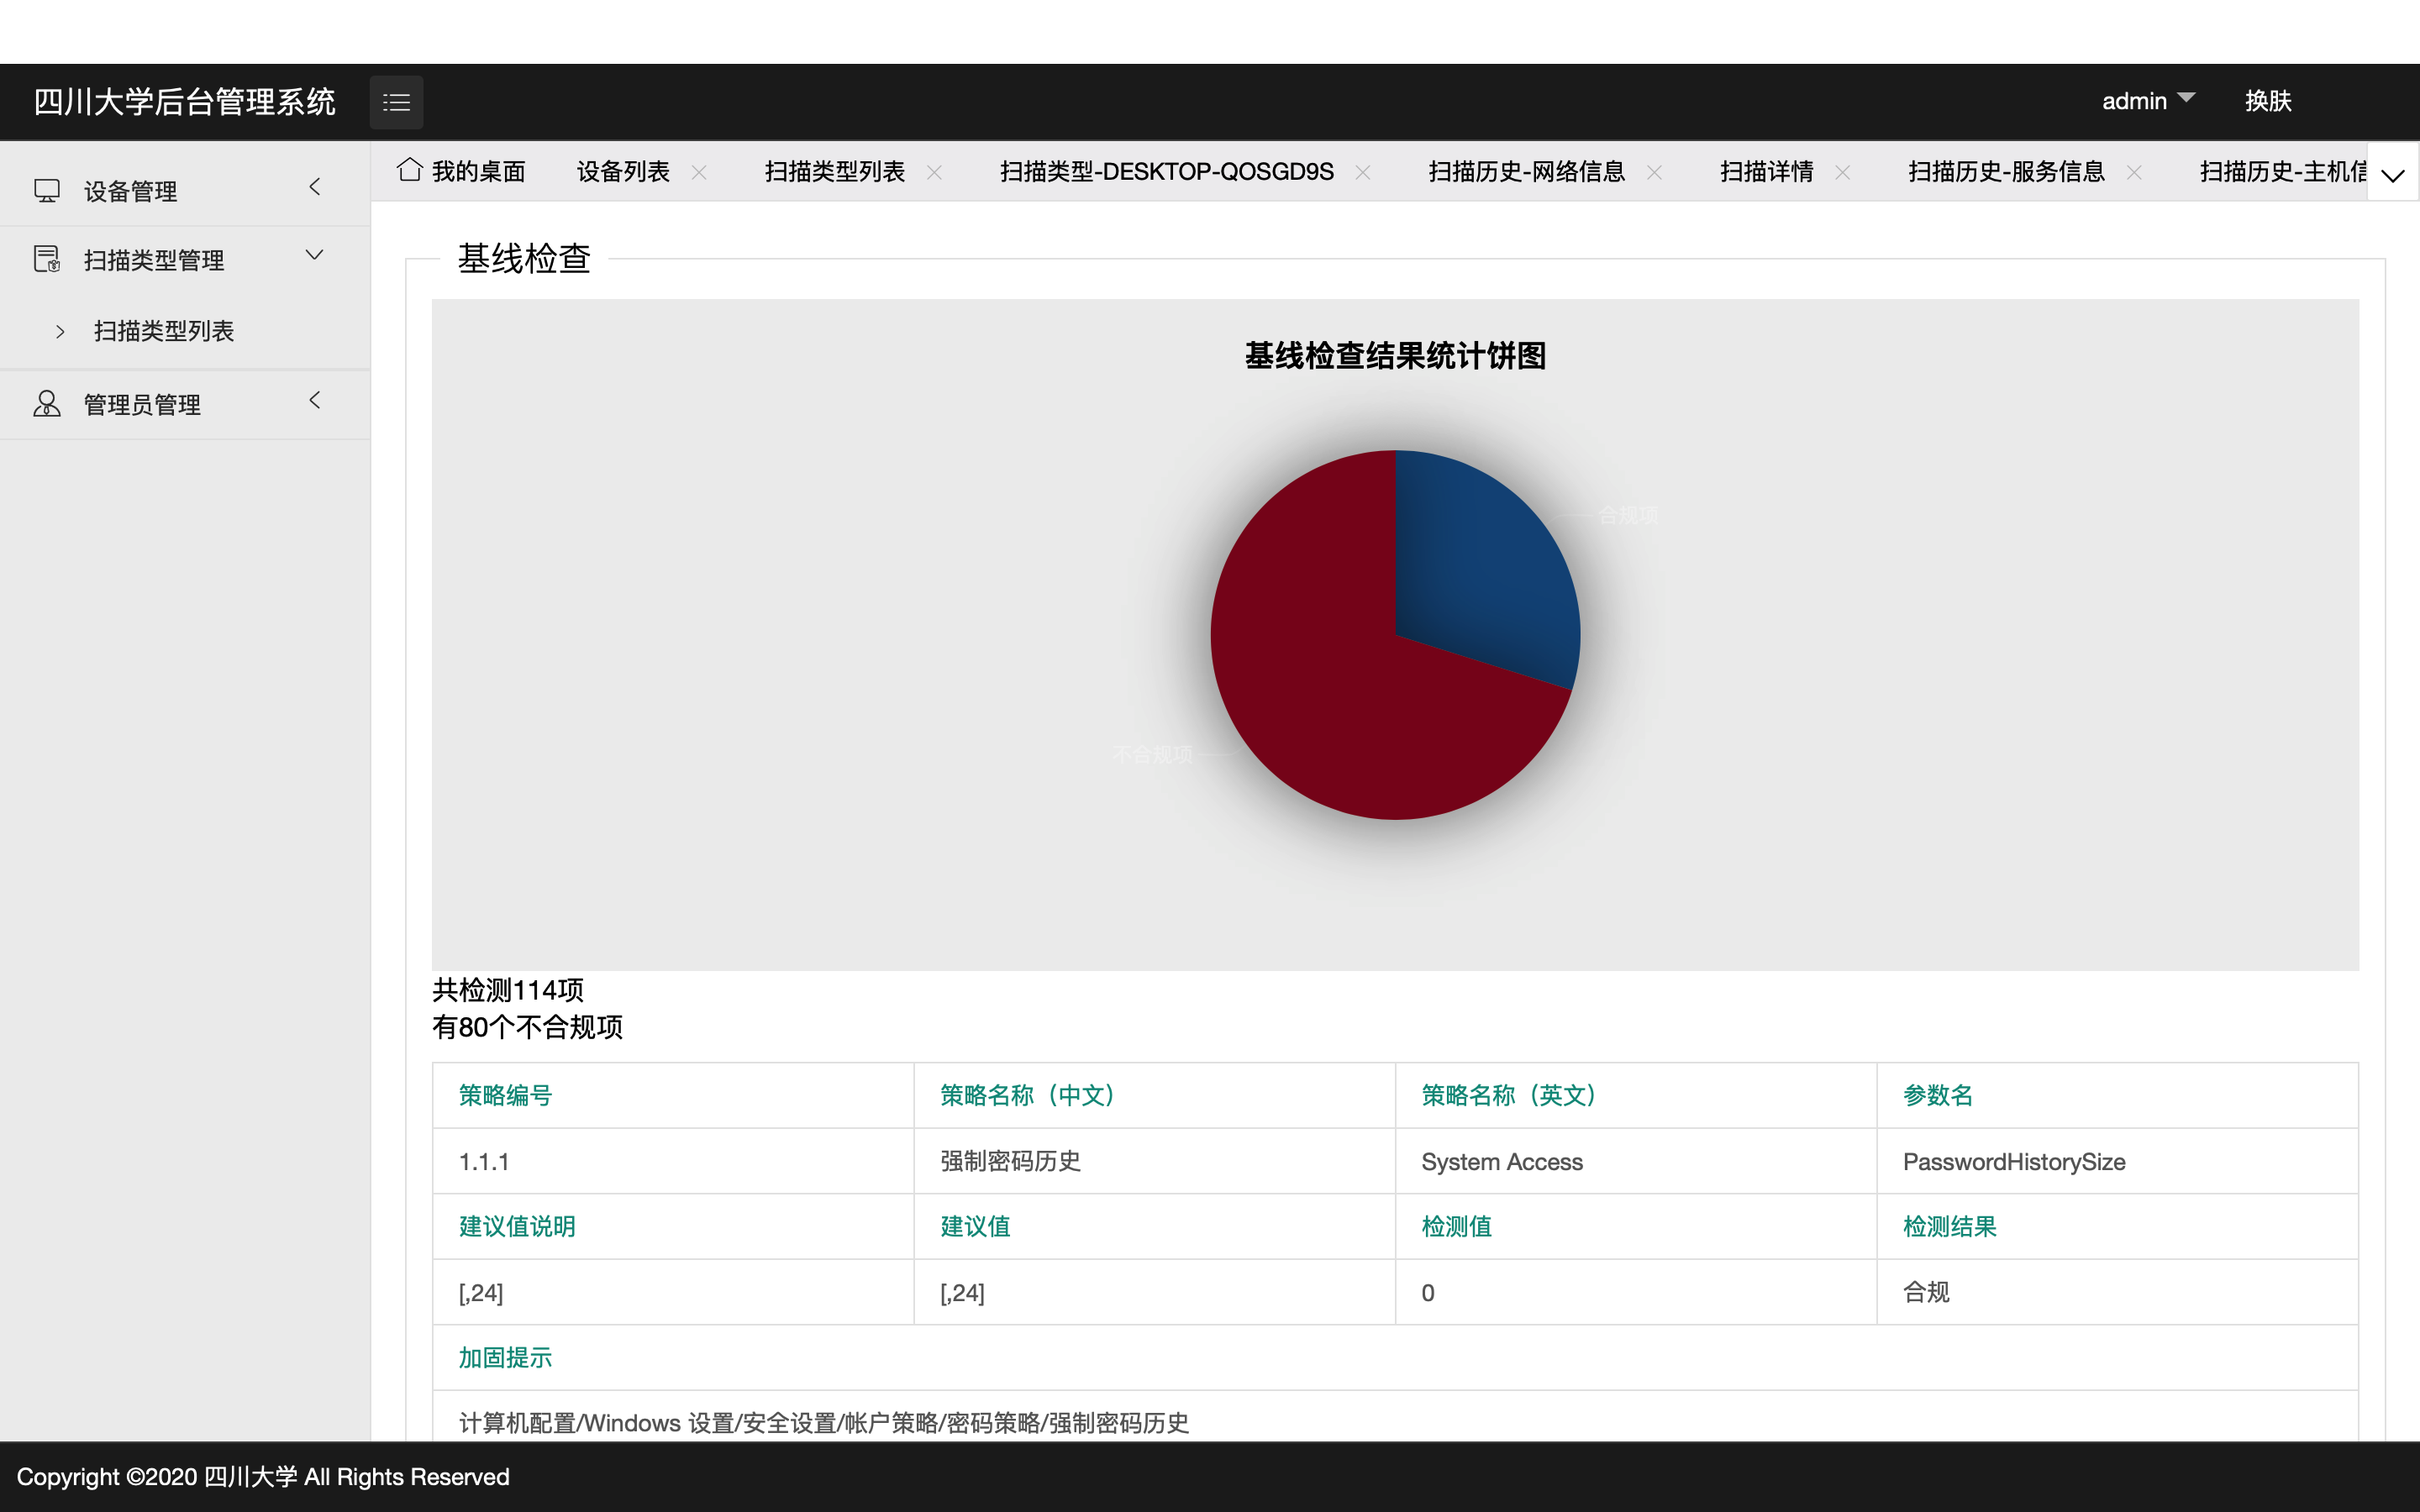 四川大学后台管理系统
admin
换肤
设备管理
扫描类型管理
扫描类型列表
管理员管理
我的桌面
设备列表
扫描类型列表
扫描类型-DESKTOP-QOSGD9S
扫描历史-网络信息
扫描详情
扫描历史-服务信息
扫描历史-主机信
基线检查
基线检查结果统计饼图
合规项
不合规项
共检测114项
有80个不合规项
策略编号 策略名称（中文） 策略名称（英文） 参数名
1.1.1 强制密码历史 System Access PasswordHistorySize
建议值说明 建议值 检测值 检测结果
[,24] [,24] 0 合规
加固提示
计算机配置/Windows 设置/安全设置/帐户策略/密码策略/强制密码历史
Copyright ©2020 四川大学 All Rights Reserved